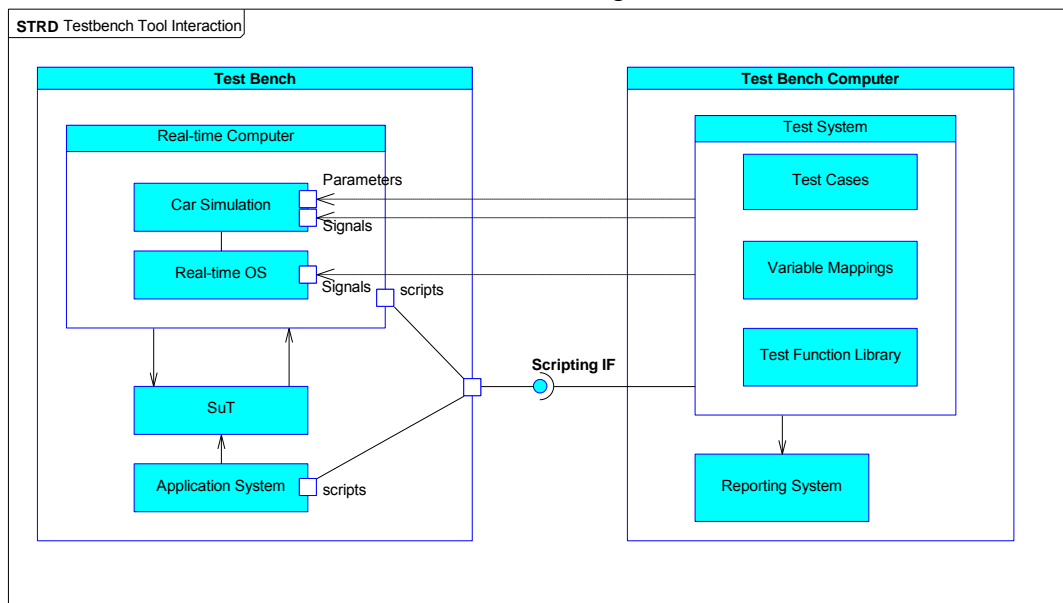 STRD Testbench Tool Interaction
Test Bench
Test Bench Computer
Real-time Computer
Test System
Parameters
Car Simulation
Test Cases
Signals
Real-time OS
Variable Mappings
Signals
scripts
Test Function Library
Scripting IF
SuT
Application System
scripts
Reporting System